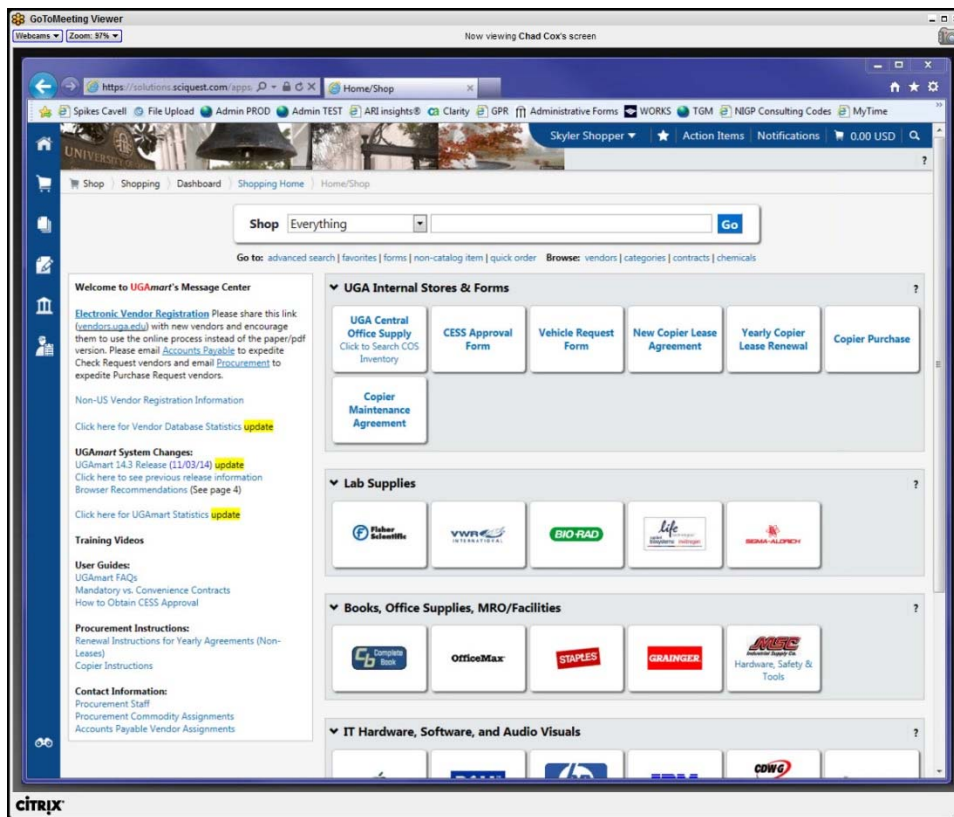 GoToMeeting Viewer
Webcams Zoom: 97% Now viewing Chad Cox's screen
https://solutions.sciquest.com/apps Home/Shop
Spikes Cavell File Upload Admin PROD Admin TEST ARI insights® Clarity GPR Administrative Forms WORKS TGM NIGP Consulting Codes MyTime
UNIVERSITY
Skyler Shopper Action Items Notifications 0.00 USD
?
Shop Shopping Dashboard Shopping Home Home/Shop
Shop Everything Go
Go to: advanced search | favorites | forms | non-catalog item | quick order Browse: vendors | categories | contracts | chemicals
Welcome to UGAmart's Message Center
Electronic Vendor Registration Please share this link
(vendors.uga.edu) with new vendors and encourage
them to use the online process instead of the paper/pdf
version. Please email Accounts Payable to expedite
Check Request vendors and email Procurement to
expedite Purchase Request vendors.
Non-US Vendor Registration Information
Click here for Vendor Database Statistics update
UGAmart System Changes:
UGAmart 14.3 Release (11/03/14) update
Click here to see previous release information
Browser Recommendations (See page 4)
Click here for UGAmart Statistics update
Training Videos
User Guides:
UGAmart FAQs
Mandatory vs. Convenience Contracts
How to Obtain CESS Approval
Procurement Instructions:
Renewal Instructions for Yearly Agreements (Non-
Leases)
Copier Instructions
Contact Information:
Procurement Staff
Procurement Commodity Assignments
Accounts Payable Vendor Assignments
UGA Internal Stores & Forms ?
UGA Central
Office Supply
Click to Search COS
Inventory
CESS Approval
Form
Vehicle Request
Form
New Copier Lease
Agreement
Yearly Copier
Lease Renewal
Copier Purchase
Copier
Maintenance
Agreement
Lab Supplies ?
Fisher
Scientific
VWR
INTERNATIONAL
BIO-RAD
life
SIGMA-ALDRICH
Books, Office Supplies, MRO/Facilities ?
Cb Complete
Book
OfficeMax
STAPLES
GRAINGER
MSC
Industrial Supply Co.
Hardware, Safety &
Tools
IT Hardware, Software, and Audio Visuals ?
hp
IBM
CDW G
CITRIX